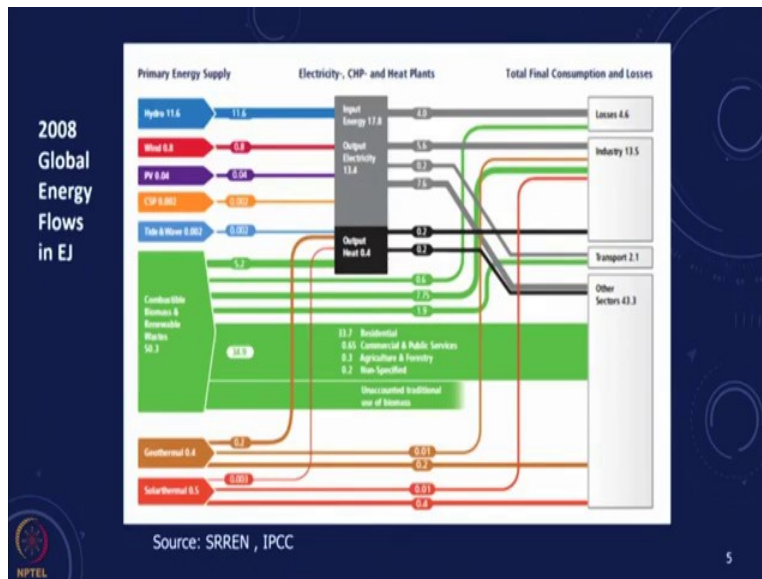 2008
Global
Energy
Flows
in EJ
Primary Energy Supply
Electricity-, CHP- and Heat Plants
Total Final Consumption and Losses
Hydro 11.6
11.6
Wind 0.8
0.8
PV 0.04
0.04
CSP 0.002
0.002
Tide & Wave 0.002
0.002
Combustible
Biomass &
Renewable
Wastes
50.3
5.2
34.9
Geothermal 0.4
0.3
Solarthermal 0.5
0.003
Input
Energy 17.8
Output
Electricity
13.4
Output
Heat 0.4
4.0
5.6
0.2
7.6
0.2
0.2
0.6
7.75
1.9
33.7 Residential
0.65 Commercial & Public Services
0.3 Agriculture & Forestry
0.2 Non-Specified
Unaccounted traditional
use of biomass
0.01
0.2
0.01
0.4
Losses 4.6
Industry 13.5
Transport 2.1
Other
Sectors 43.3
Source: SRREN , IPCC
NPTEL
5